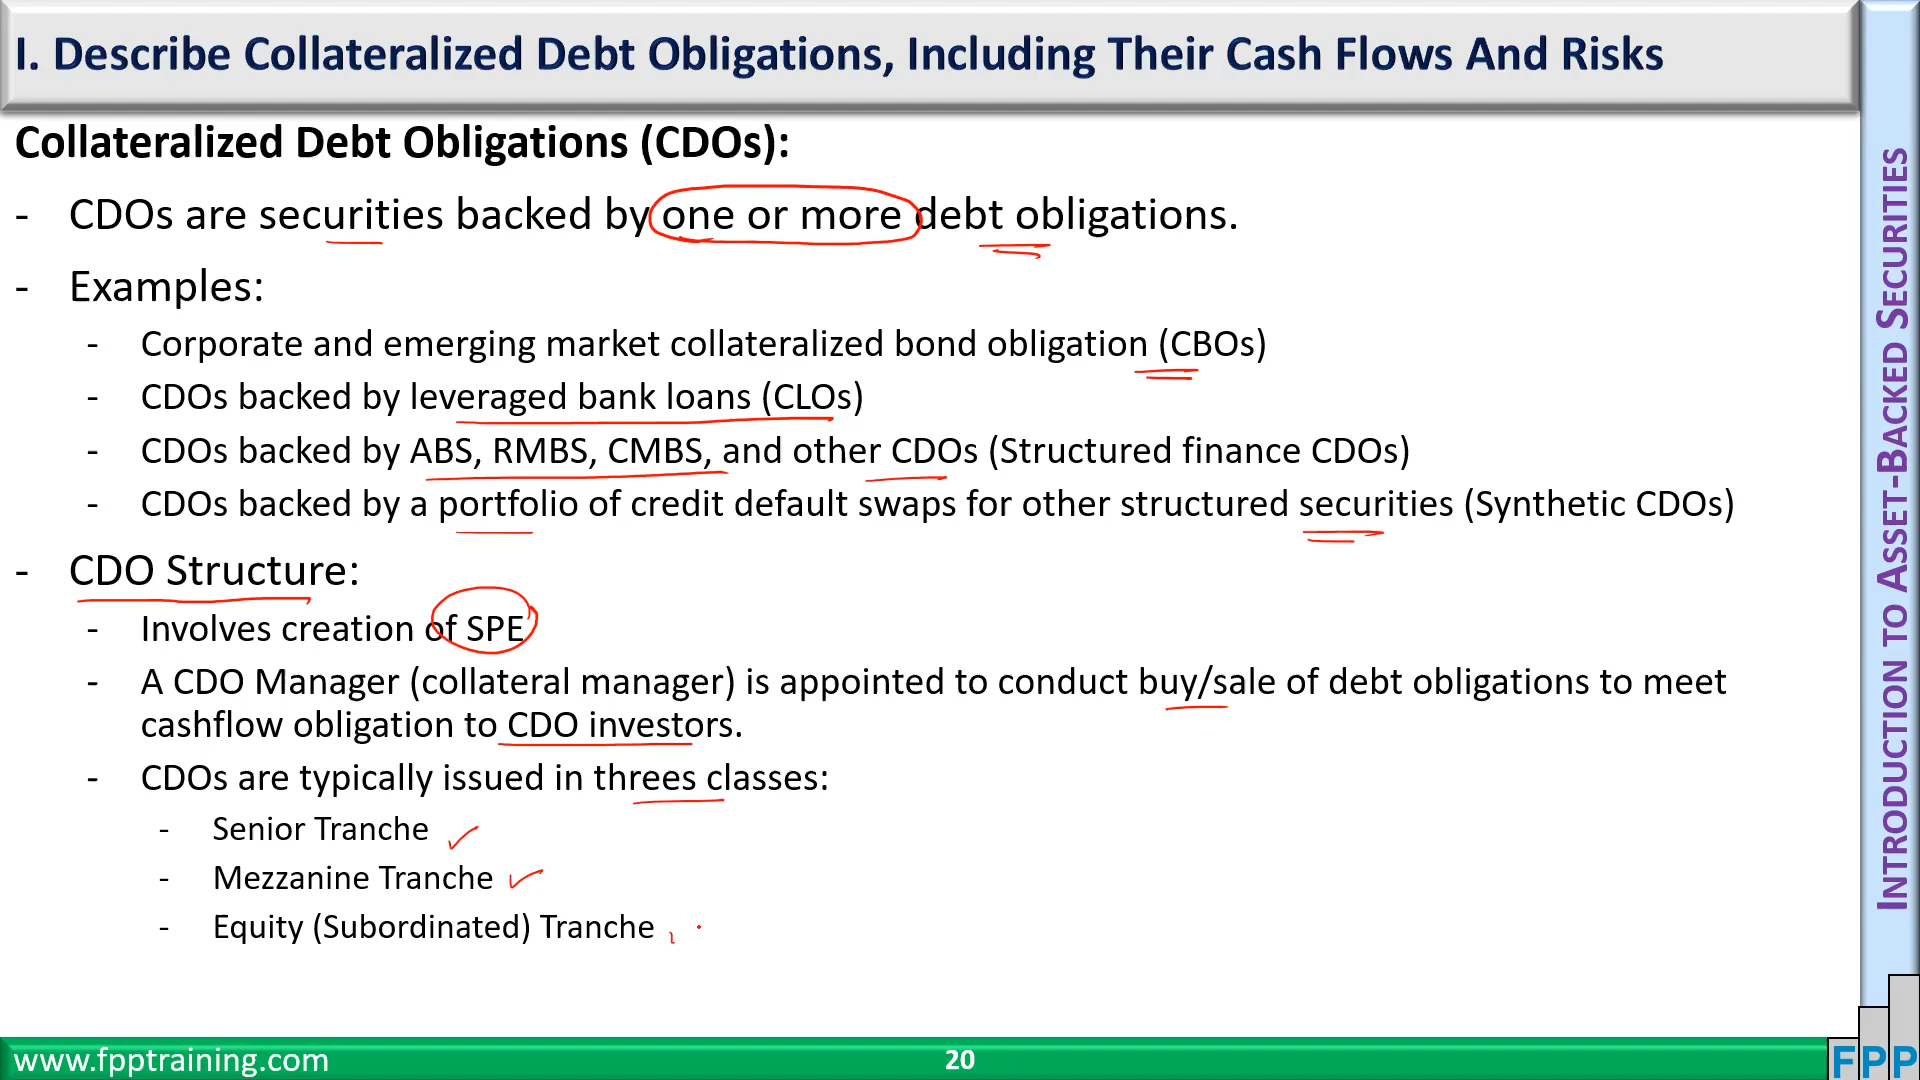 I. Describe Collateralized Debt Obligations, Including Their Cash Flows And Risks
Collateralized Debt Obligations (CDOs):
- CDOs are securities backed by one or more debt obligations.
- Examples:
- Corporate and emerging market collateralized bond obligation (CBOs)
- CDOs backed by leveraged bank loans (CLOs)
- CDOs backed by ABS, RMBS, CMBS, and other CDOs (Structured finance CDOs)
- CDOs backed by a portfolio of credit default swaps for other structured securities (Synthetic CDOs)
- CDO Structure:
- Involves creation of SPE
- A CDO Manager (collateral manager) is appointed to conduct buy/sale of debt obligations to meet
cashflow obligation to CDO investors.
- CDOs are typically issued in threes classes:
- Senior Tranche
- Mezzanine Tranche
- Equity (Subordinated) Tranche
INTRODUCTION TO ASSET-BACKED SECURITIES
www.fpptraining.com
20
FPP